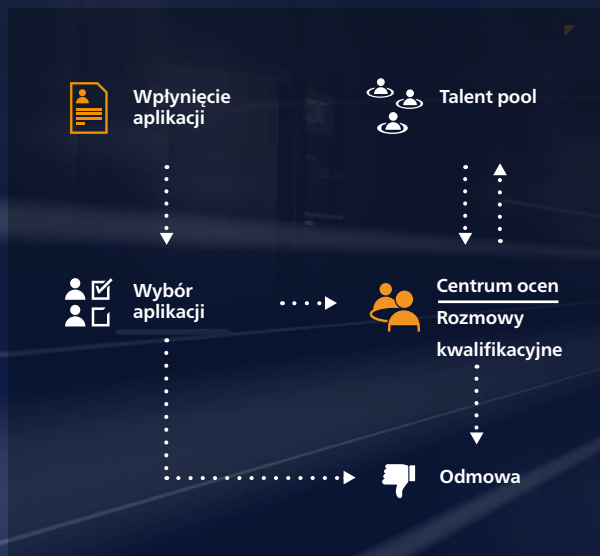 Wpłynięcie
aplikacji
Talent pool
Wybór
aplikacji
Centrum ocen
Rozmowy
kwalifikacyjne
Odmowa